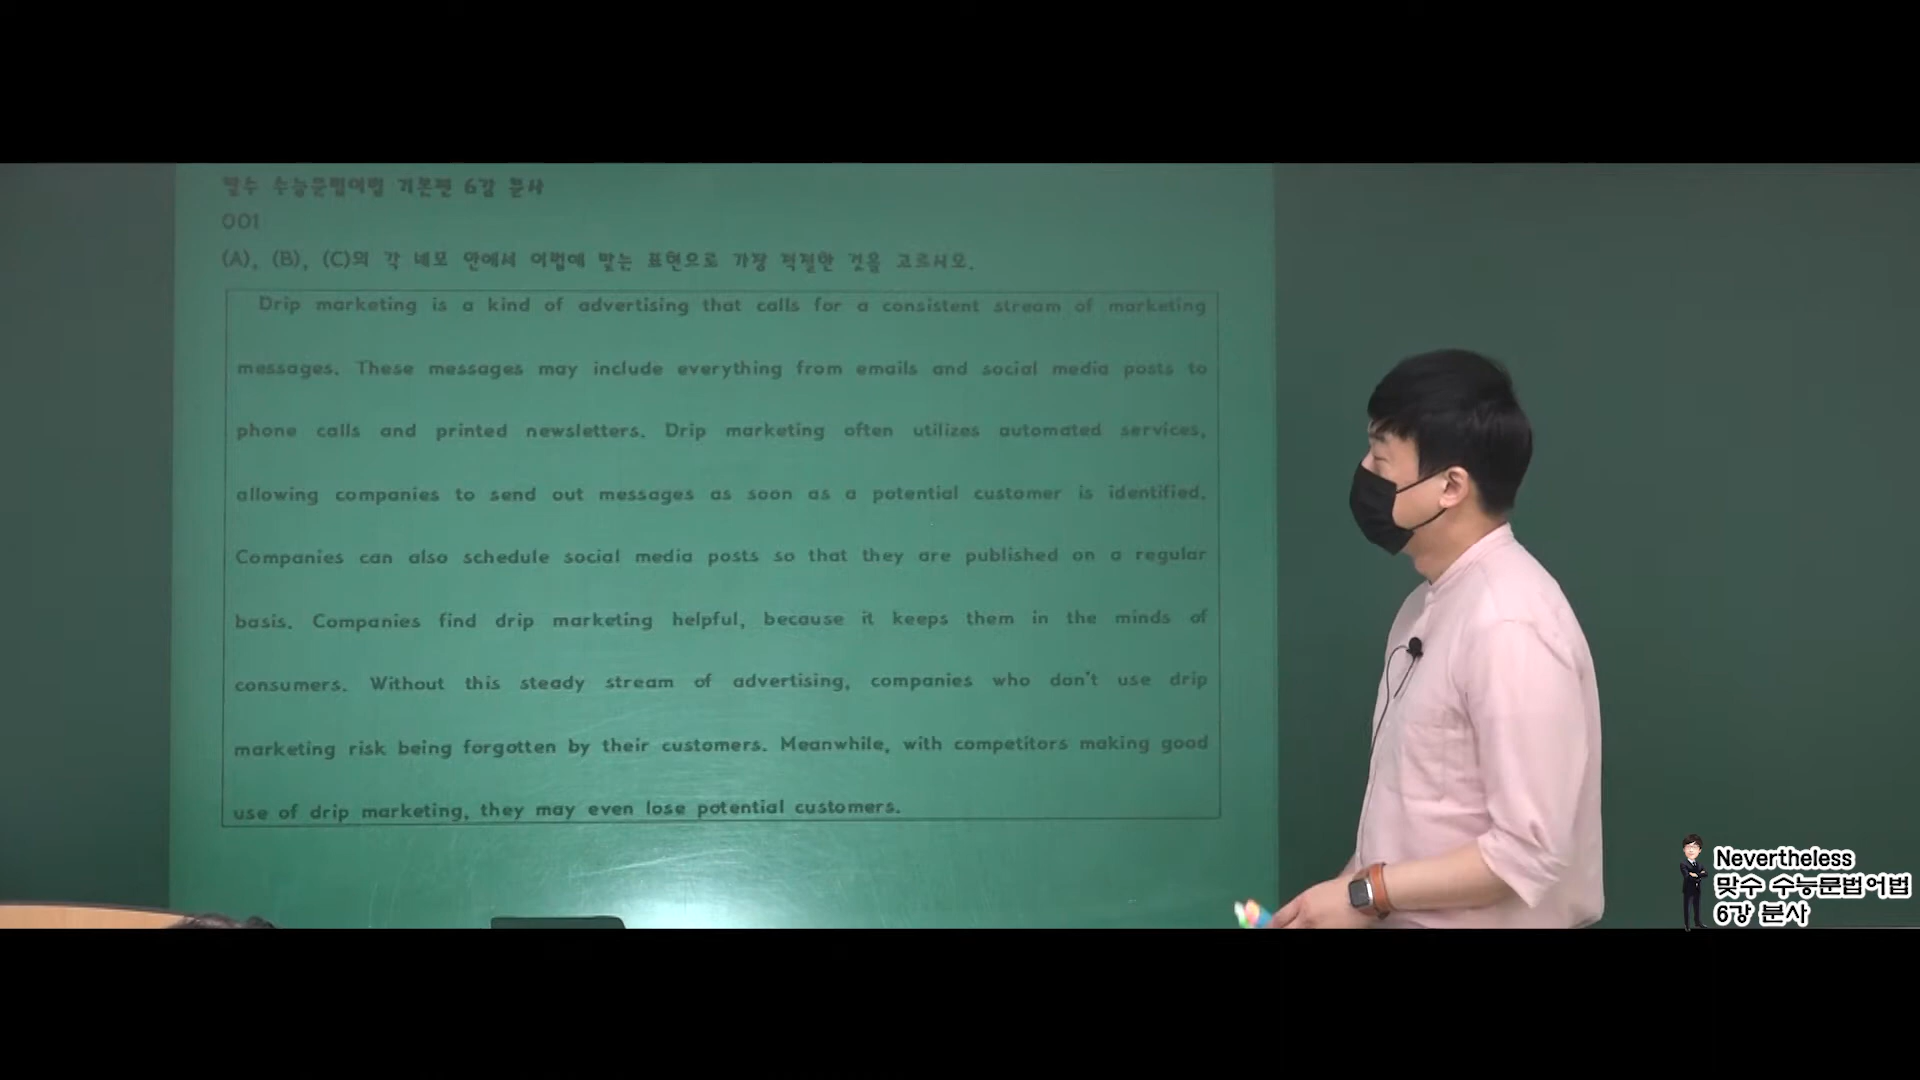 맞수 수능문법어법 기본편 6강 분사
001
(A), (B), (C)의 각 네모 안에서 어법에 맞는 표현으로 가장 적절한 것을 고르시오.
Drip marketing is a kind of advertising that calls for a consistent stream of marketing
messages. These messages may include everything from emails and social media posts to
phone calls and printed newsletters. Drip marketing often utilizes automated services,
allowing companies to send out messages as soon as a potential customer is identified.
Companies can also schedule social media posts so that they are published on a regular
basis. Companies find drip marketing helpful, because it keeps them in the minds of
consumers. Without this steady stream of advertising, companies who don't use drip
marketing risk being forgotten by their customers. Meanwhile, with competitors making good
use of drip marketing, they may even lose potential customers.
Nevertheless
맞수 수능문법어법
6강 분사